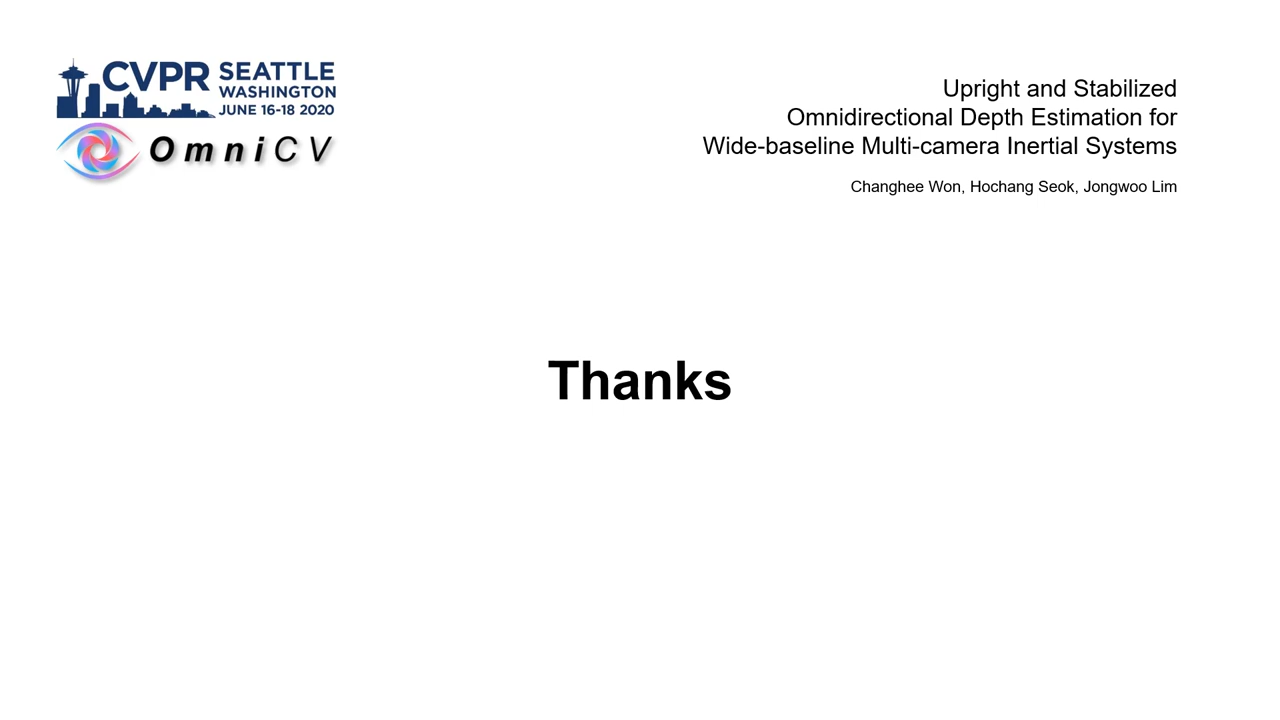 CVPR SEATTLE
WASHINGTON
JUNE 16-18 2020
OmniCV
Upright and Stabilized
Omnidirectional Depth Estimation for
Wide-baseline Multi-camera Inertial Systems
Changhee Won, Hochang Seok, Jongwoo Lim
Thanks